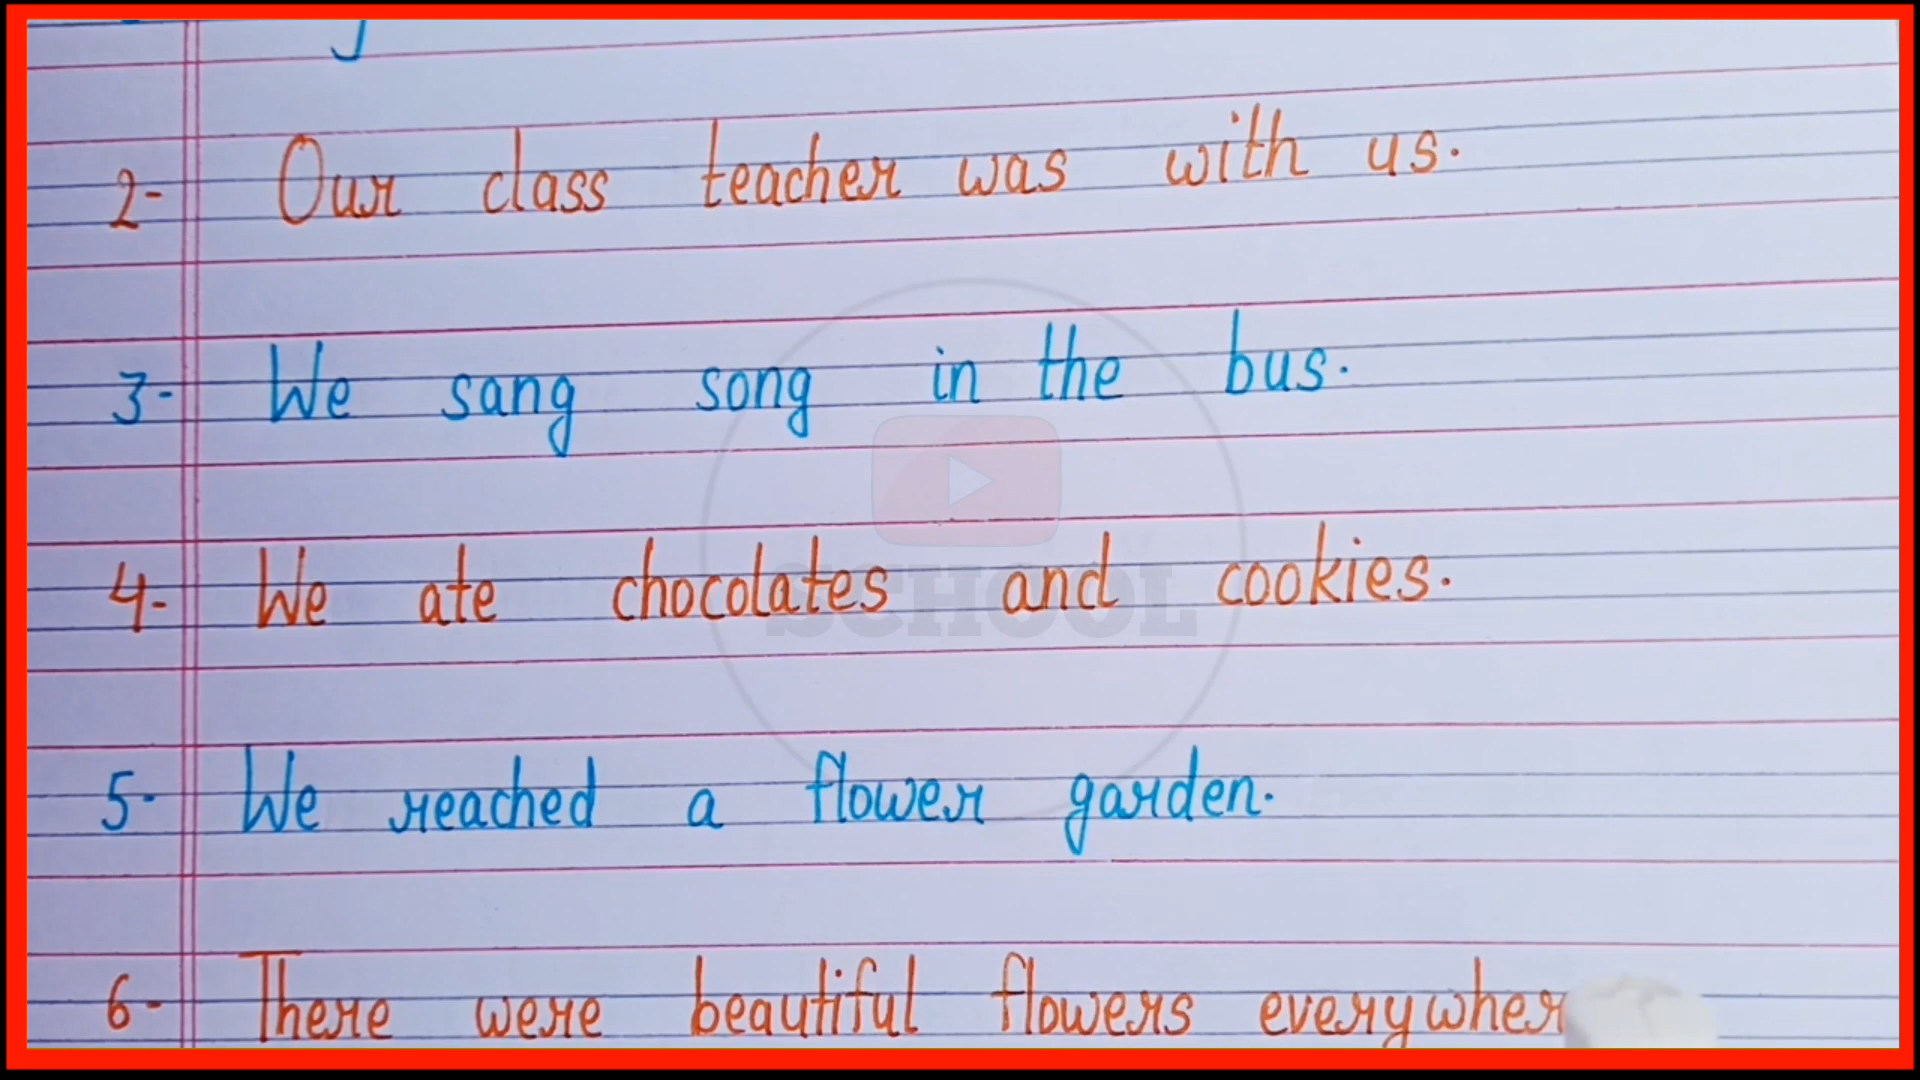 2- Our class teacher was with us.
3- We sang song in the bus.
4- We ate chocolates and cookies.
SCHOOL
5- We reached a flower garden.
6- There were beautiful flowers